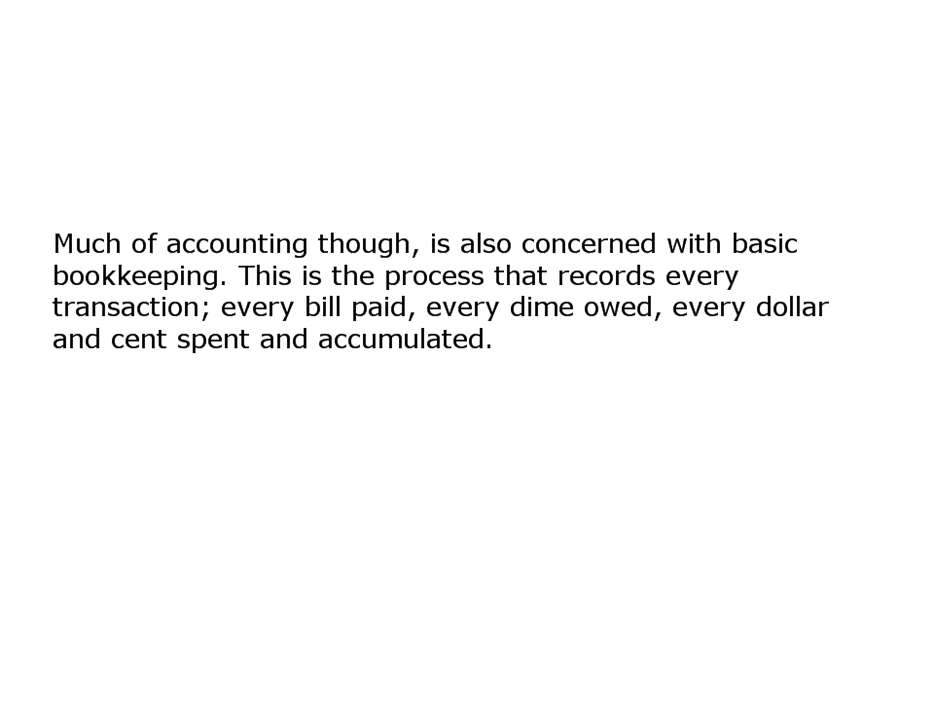 Much of accounting though, is also concerned with basic
bookkeeping. This is the process that records every
transaction; every bill paid, every dime owed, every dollar
and cent spent and accumulated.